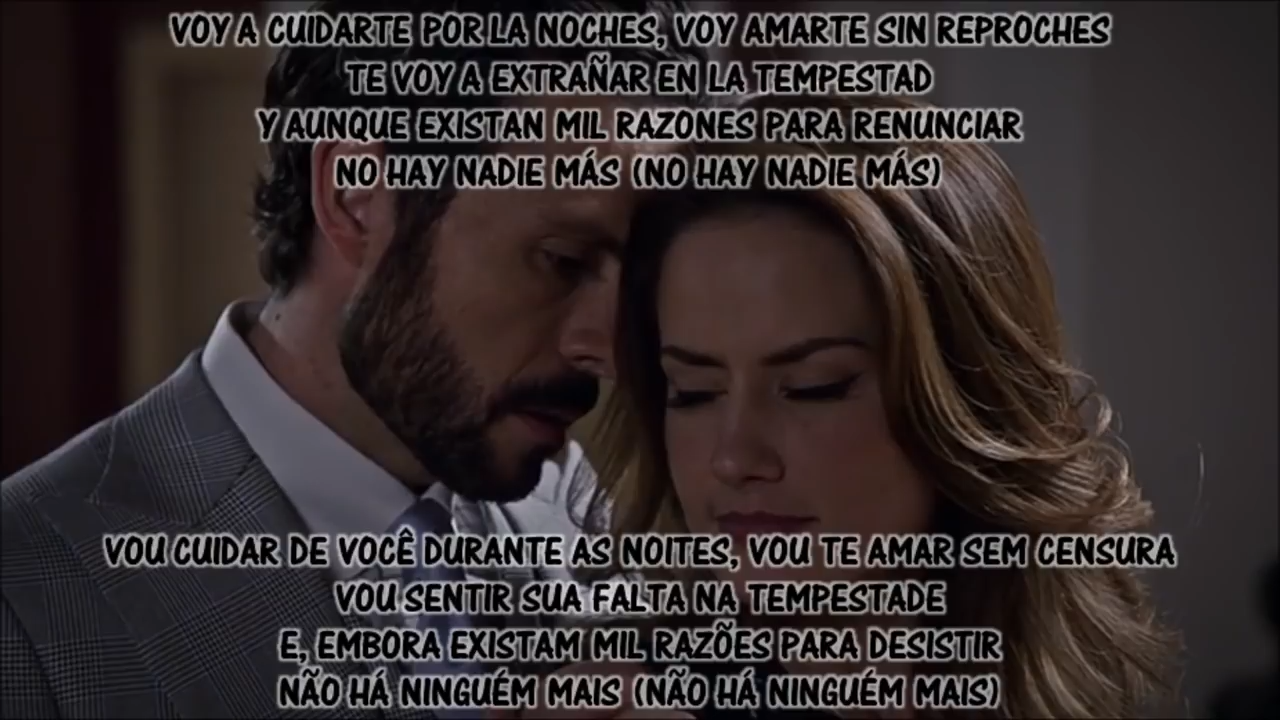 VOY A CUIDARTE POR LA NOCHES, VOY AMARTE SIN REPROCHES
TE VOY A EXTRAÑAR EN LA TEMPESTAD
Y AUNQUE EXISTAN MIL RAZONES PARA RENUNCIAR
NO HAY NADIE MÁS (NO HAY NADIE MÁS)
VOU CUIDAR DE VOCÊ DURANTE AS NOITES, VOU TE AMAR SEM CENSURA
VOU SENTIR SUA FALTA NA TEMPESTADE
E, EMBORA EXISTAM MIL RAZÕES PARA DESISTIR
NÃO HÁ NINGUÉM MAIS (NÃO HÁ NINGUÉM MAIS)